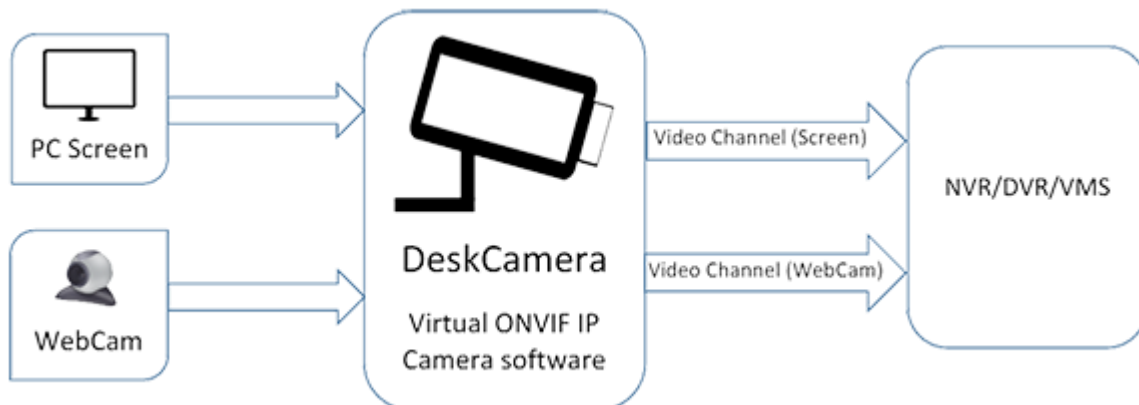 PC Screen
WebCam
DeskCamera
Virtual ONVIF IP
Camera software
Video Channel (Screen)
Video Channel (WebCam)
NVR/DVR/VMS